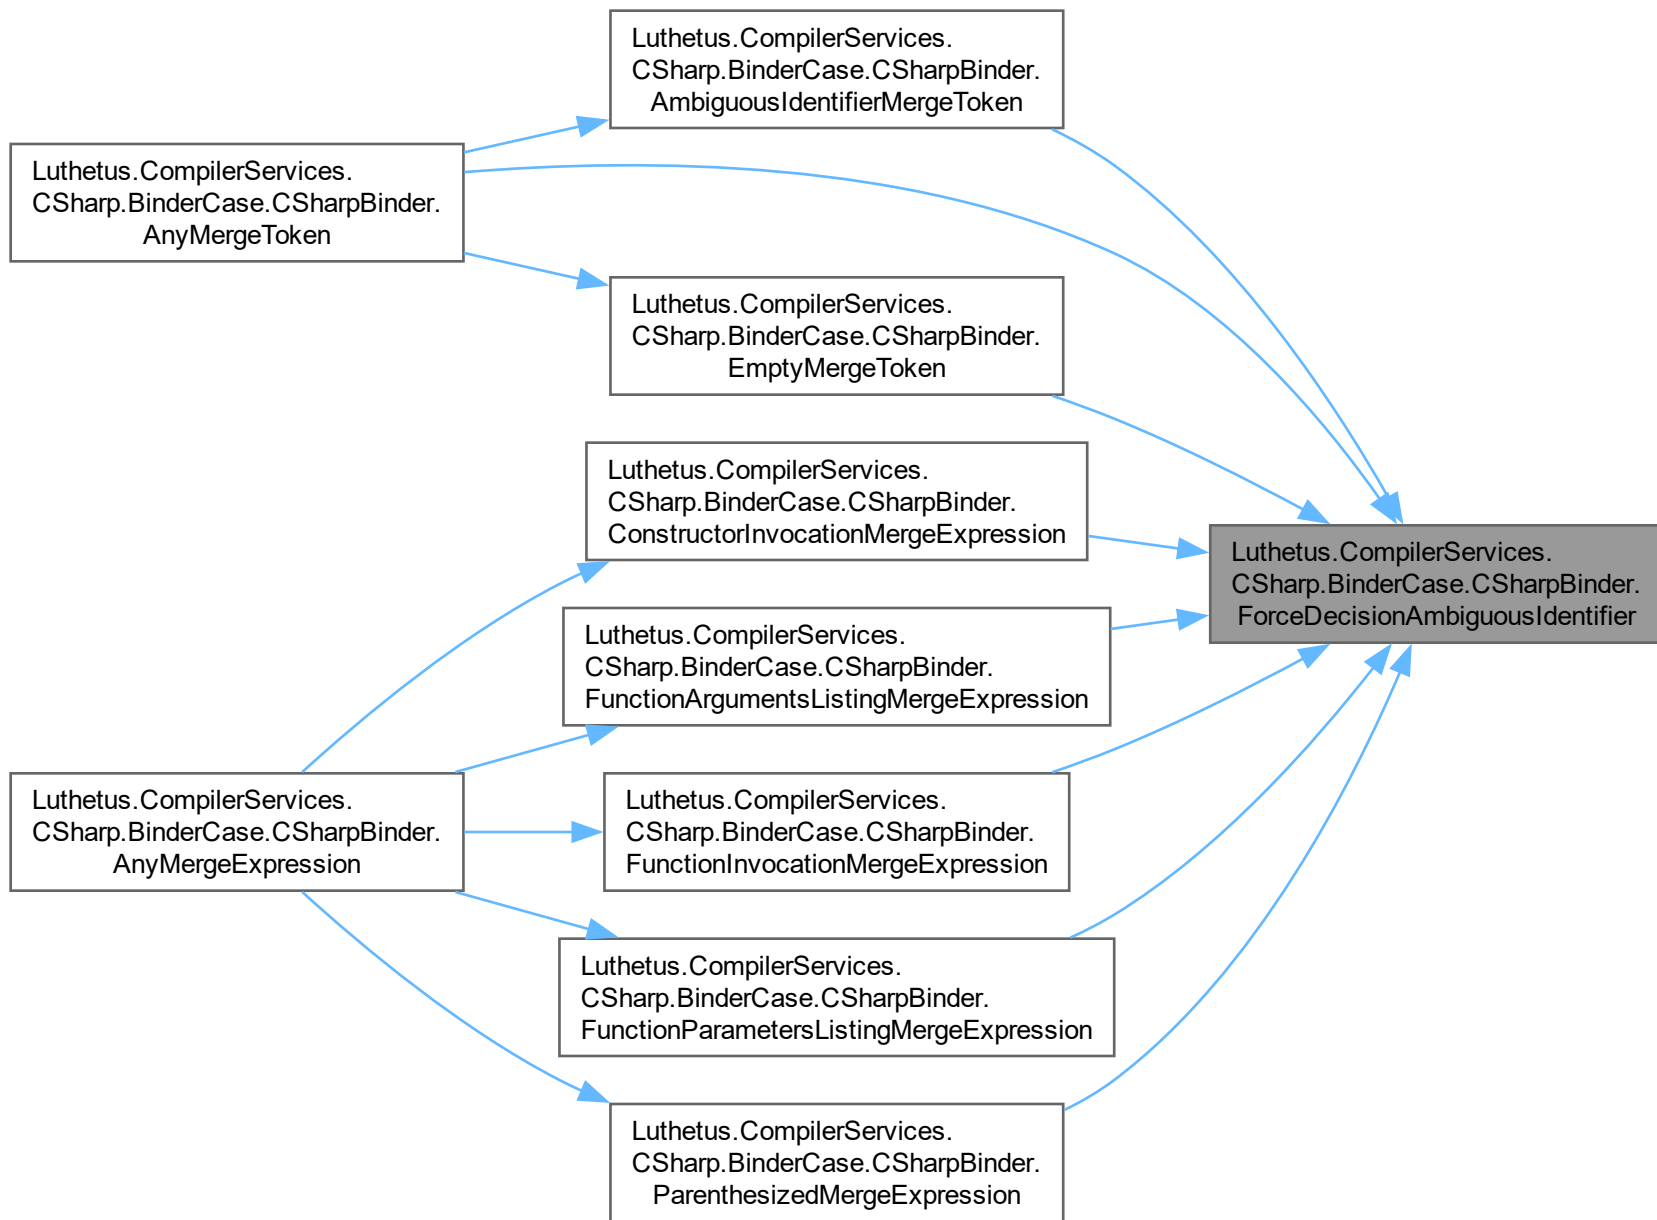 Luthetus.CompilerServices.
CSharp.BinderCase.CSharpBinder.
AmbiguousIdentifierMergeToken
Luthetus.CompilerServices.
CSharp.BinderCase.CSharpBinder.
AnyMergeToken
Luthetus.CompilerServices.
CSharp.BinderCase.CSharpBinder.
EmptyMergeToken
Luthetus.CompilerServices.
CSharp.BinderCase.CSharpBinder.
ConstructorInvocationMergeExpression
Luthetus.CompilerServices.
CSharp.BinderCase.CSharpBinder.
ForceDecisionAmbiguousIdentifier
Luthetus.CompilerServices.
CSharp.BinderCase.CSharpBinder.
FunctionArgumentsListingMergeExpression
Luthetus.CompilerServices.
CSharp.BinderCase.CSharpBinder.
AnyMergeExpression
Luthetus.CompilerServices.
CSharp.BinderCase.CSharpBinder.
FunctionInvocationMergeExpression
Luthetus.CompilerServices.
CSharp.BinderCase.CSharpBinder.
FunctionParametersListingMergeExpression
Luthetus.CompilerServices.
CSharp.BinderCase.CSharpBinder.
ParenthesizedMergeExpression